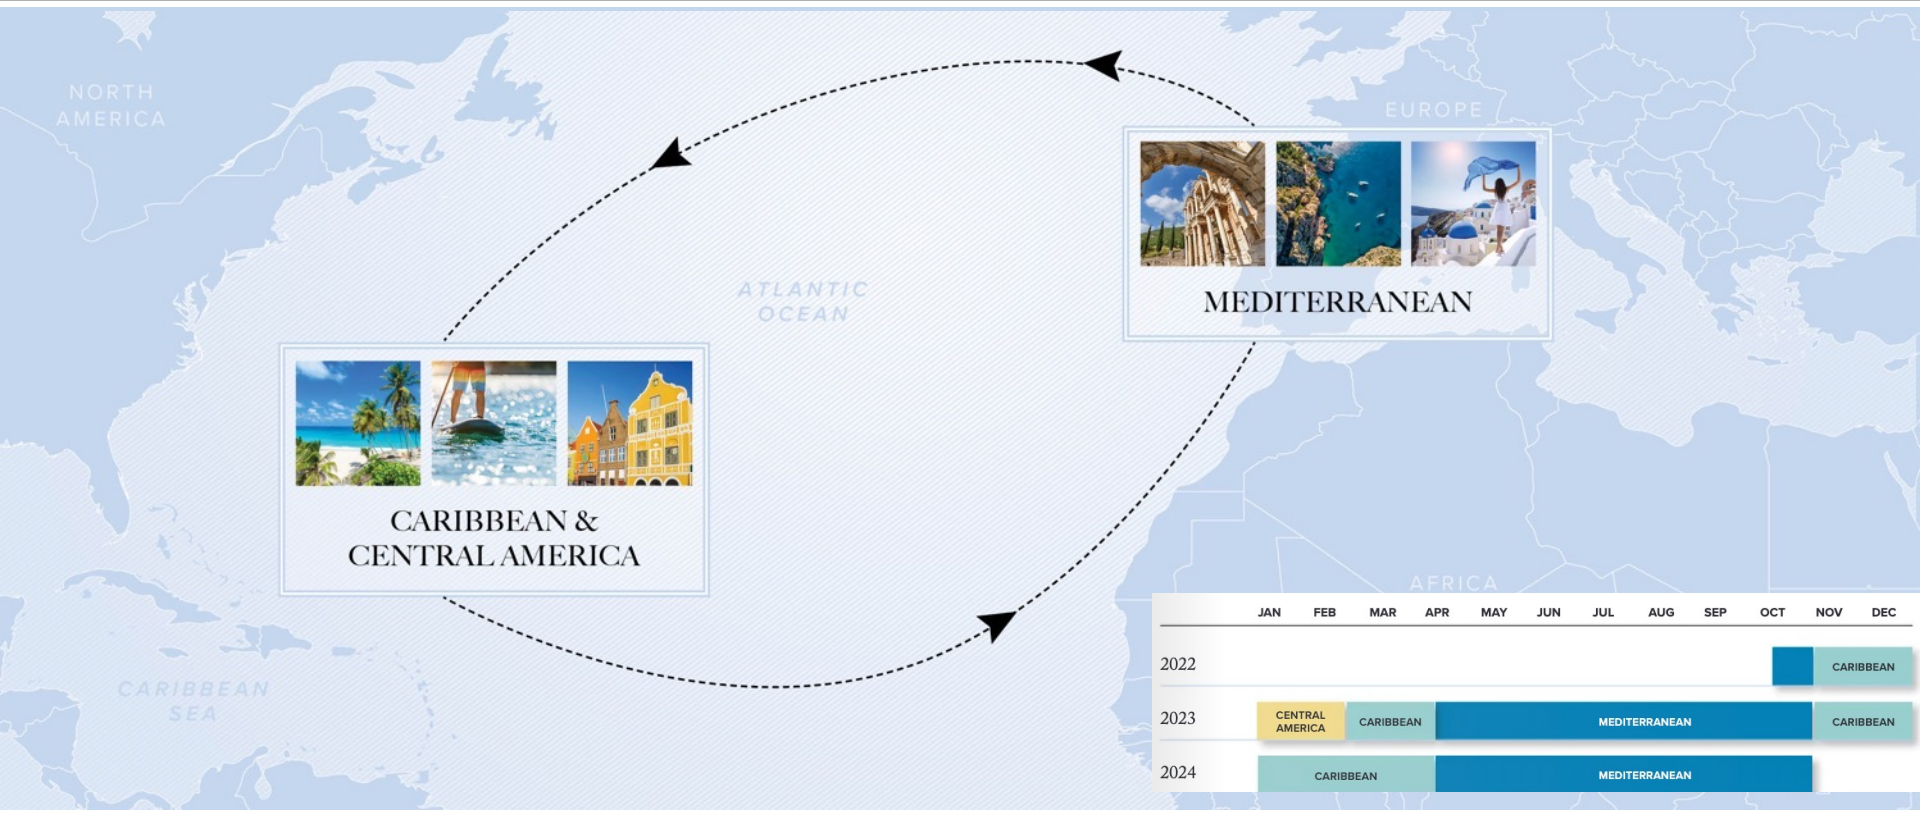 NORTH
AMERICA
EUROPE
MEDITERRANEAN
ATLANTIC
OCEAN
CARIBBEAN &
CENTRAL AMERICA
AFRICA
CARIBBEAN
SEA
JAN FEB MAR APR MAY JUN JUL AUG SEP OCT NOV DEC
2022 CARIBBEAN
2023 CENTRAL AMERICA CARIBBEAN MEDITERRANEAN CARIBBEAN
2024 CARIBBEAN MEDITERRANEAN